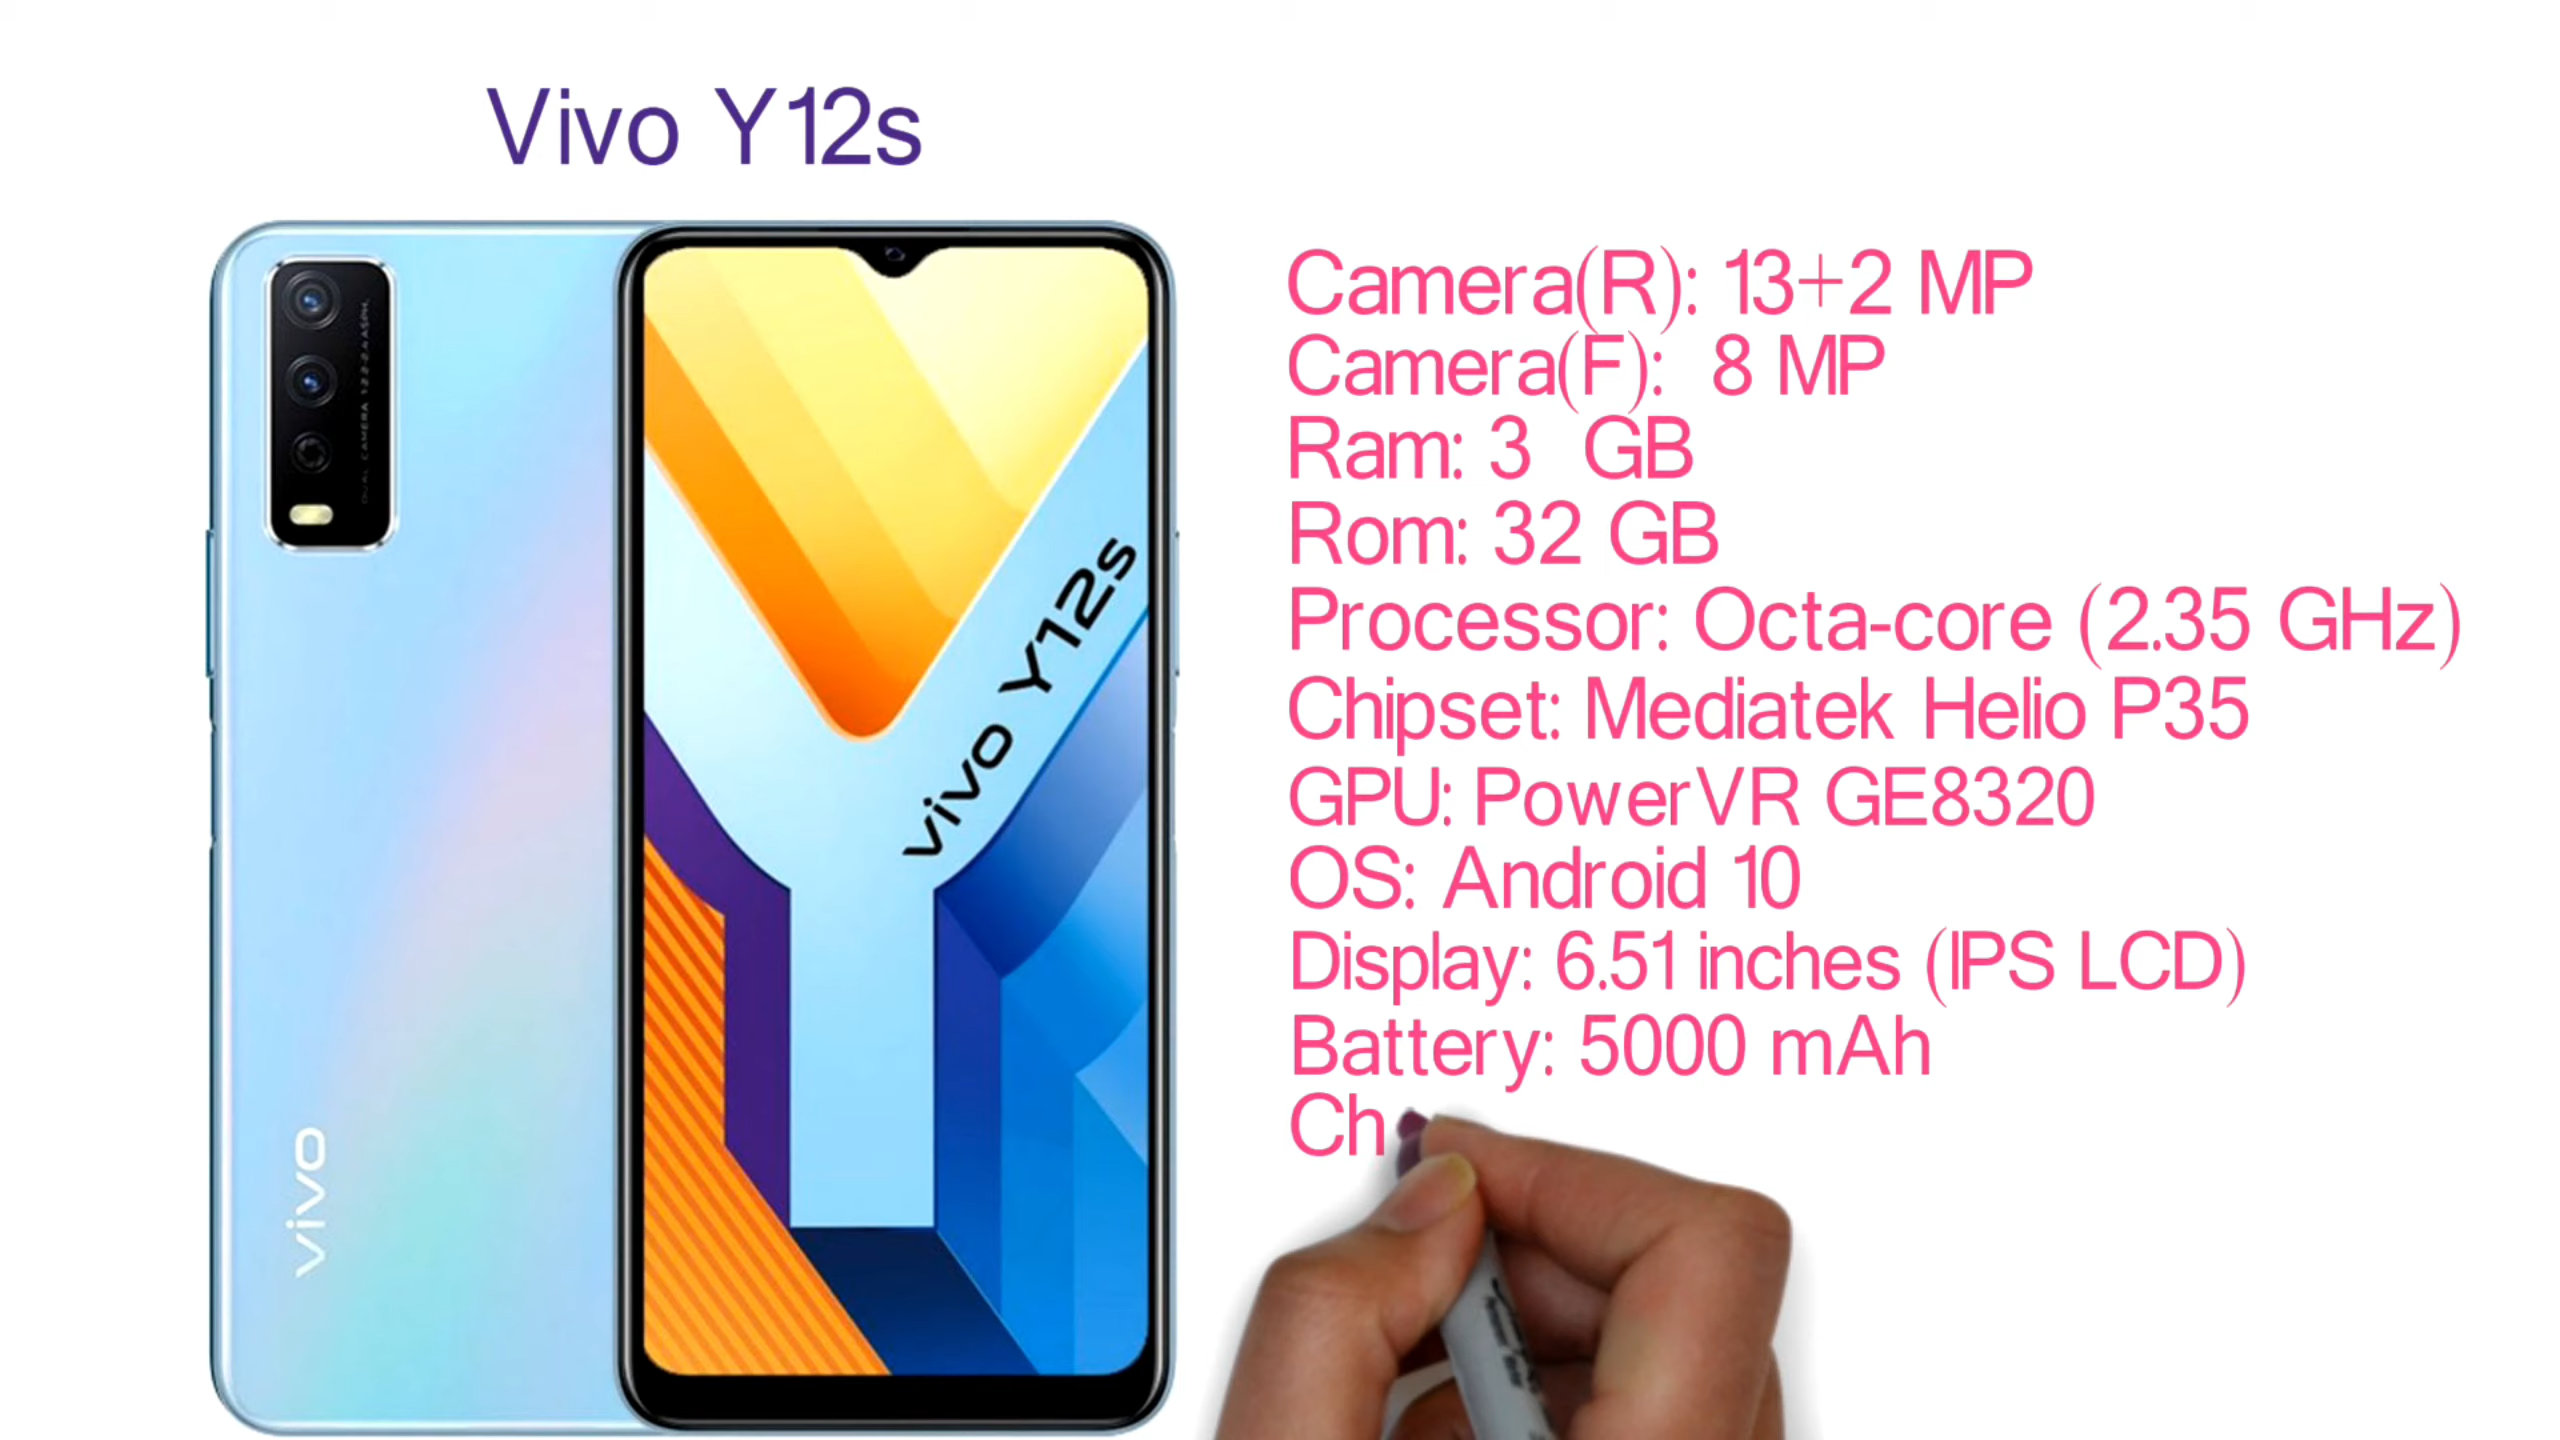 Vivo Y12s
Camera(R): 13+2 MP
Camera(F): 8 MP
Ram: 3 GB
Rom: 32 GB
Processor: Octa-core (2.35 GHz)
Chipset: Mediatek Helio P35
GPU: PowerVR GE8320
OS: Android 10
Display: 6.51 inches (IPS LCD)
Battery: 5000 mAh
Ch
vivo Y12s
vivo